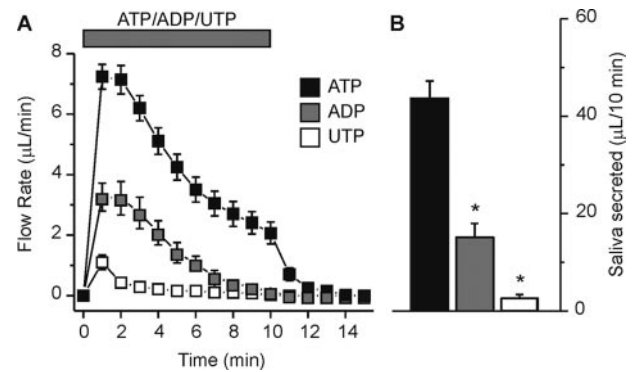 A
ATP/ADP/UTP
Flow Rate (µL/min)
8
6
4
2
0
0 2 4 6 8 10 12 14
Time (min)
ATP
ADP
UTP
B
*
*
60
40
20
0
Saliva secreted (µL/10 min)